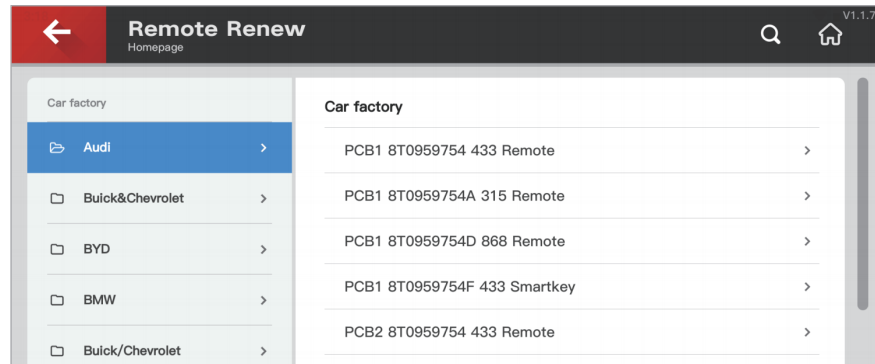 Remote Renew
Homepage
V1.1.7
Car factory
Audi
Buick&Chevrolet
BYD
BMW
Buick/Chevrolet
Car factory
PCB1 8T0959754 433 Remote
PCB1 8T0959754A 315 Remote
PCB1 8T0959754D 868 Remote
PCB1 8T0959754F 433 Smartkey
PCB2 8T0959754 433 Remote